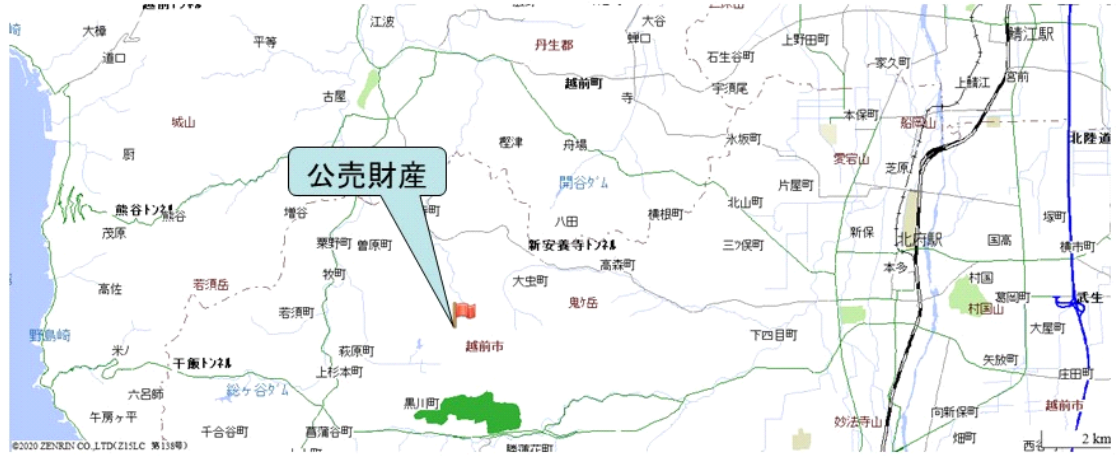 大樟
道口
平等
江波
丹生郡
大谷
蝉口
石生谷町
上野田町
家久町
鯖江駅
上鯖江
宮前
越前町
宇須尾
古屋
寺
城山
本保町
船岡山
北陸道
厨
樫津
舟場
氷坂町
愛宕山
芝原
公売財産
開谷ダム
片屋町
熊谷トンネル
熊谷
増谷
八田
横根町
北山町
塚町
茂原
粟野町
曽原町
新安養寺トンネル
三ツ俣町
新保
北府駅
国高
横市町
高森町
本多
牧町
大虫町
村国
高佐
若須岳
鬼ケ岳
葛岡町
武生
若須町
村国山
野島崎
下四目町
大屋町
米ノ
干飯トンネル
萩原町
越前市
矢放町
上杉本町
庄田町
六呂師
総ヶ谷ダム
黒川町
越前市
午房ヶ平
妙法寺山
向新保町
千合谷町
菖蒲谷町
畑町
2 km
©2020 ZENRIN CO.,LTD(Z15LC 第138号)